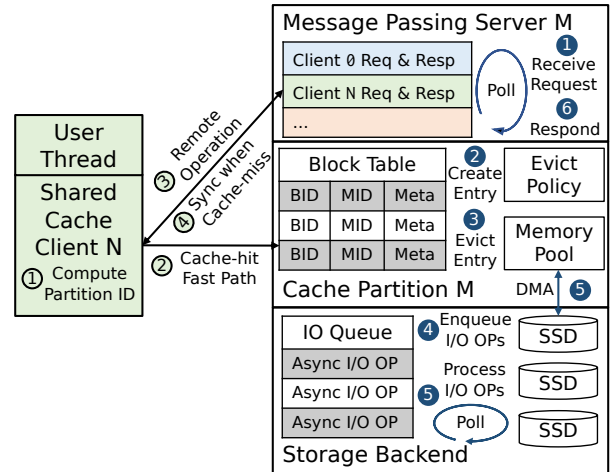 User
Thread
Shared
Cache
Client N
1 Compute
Partition ID
3 Remote
Operation
4 Sync when
Cache-miss
2 Cache-hit
Fast Path
Message Passing Server M
Client 0 Req & Resp
Client N Req & Resp
...
Poll
1
Receive
Request
6
Respond
Block Table
BID MID Meta
BID MID Meta
BID MID Meta
2
Create
Entry
3
Evict
Entry
Evict
Policy
Memory
Pool
Cache Partition M
DMA 5
IO Queue
Async I/O OP
Async I/O OP
Async I/O OP
4 Enqueue
I/O OPs
5 Process
I/O OPs
Poll
SSD
SSD
SSD
Storage Backend